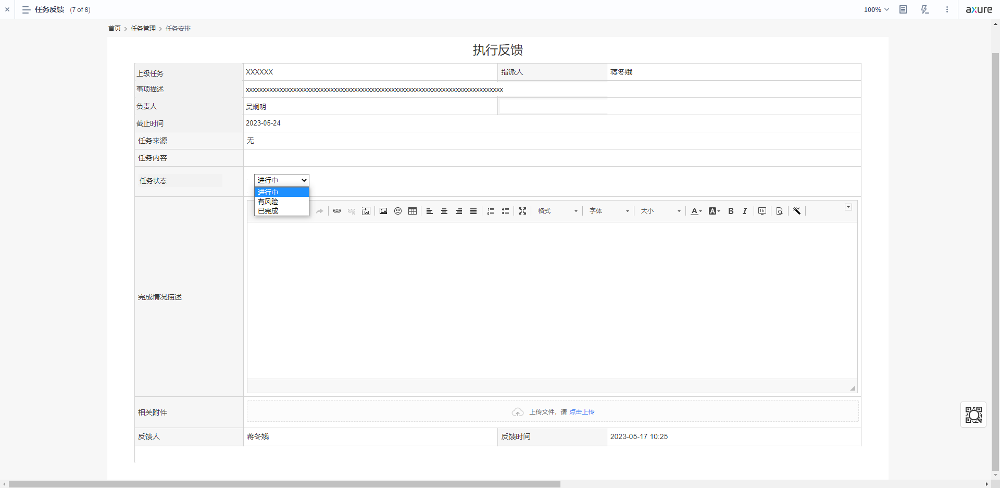 任务反馈 (7 of 8) 100% axure
首页 > 任务管理 > 任务安排
执行反馈
上级任务 XXXXXX 指派人 蒋冬娥
事项描述 xxxxxxxxxxxxxxxxxxxxxxxxxxxxxxxxxxxxxxxxxxxxxxxxxxxxxxxxxxxxxxxxxxxxxxxxxxxx
负责人 吴炯明
截止时间 2023-05-24
任务来源 无
任务内容
任务状态 进行中
进行中
有风险
已完成
格式 字体 大小
完成情况描述
相关附件 上传文件，请 点击上传
反馈人 蒋冬娥 反馈时间 2023-05-17 10:25